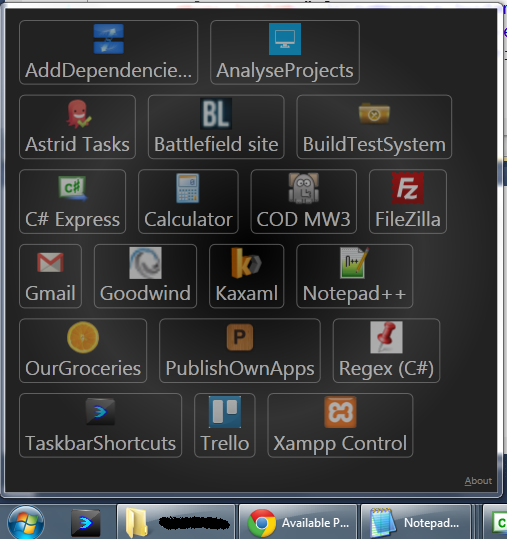 AddDependencie... AnalyseProjects
BL
Astrid Tasks Battlefield site BuildTestSystem
C#
C# Express Calculator COD MW3 FileZilla
Fz
Gmail Goodwind Kaxaml Notepad++
N++
P
OurGroceries PublishOwnApps Regex (C#)
TaskbarShortcuts Trello Xampp Control
About
Available P... Notepad...